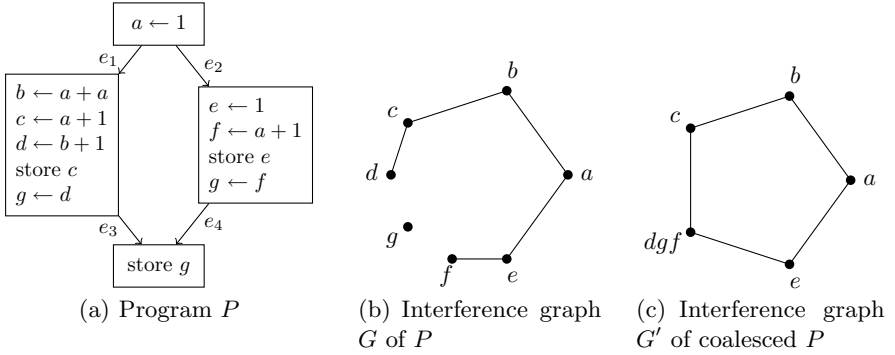 a ← 1
e₁
e₂
b ← a + a
c ← a + 1
d ← b + 1
store c
g ← d
e ← 1
f ← a + 1
store e
g ← f
e₃
e₄
store g
(a) Program P
b
c
d
a
g
f
e
(b) Interference graph
G of P
b
c
a
dgf
e
(c) Interference graph
G′ of coalesced P